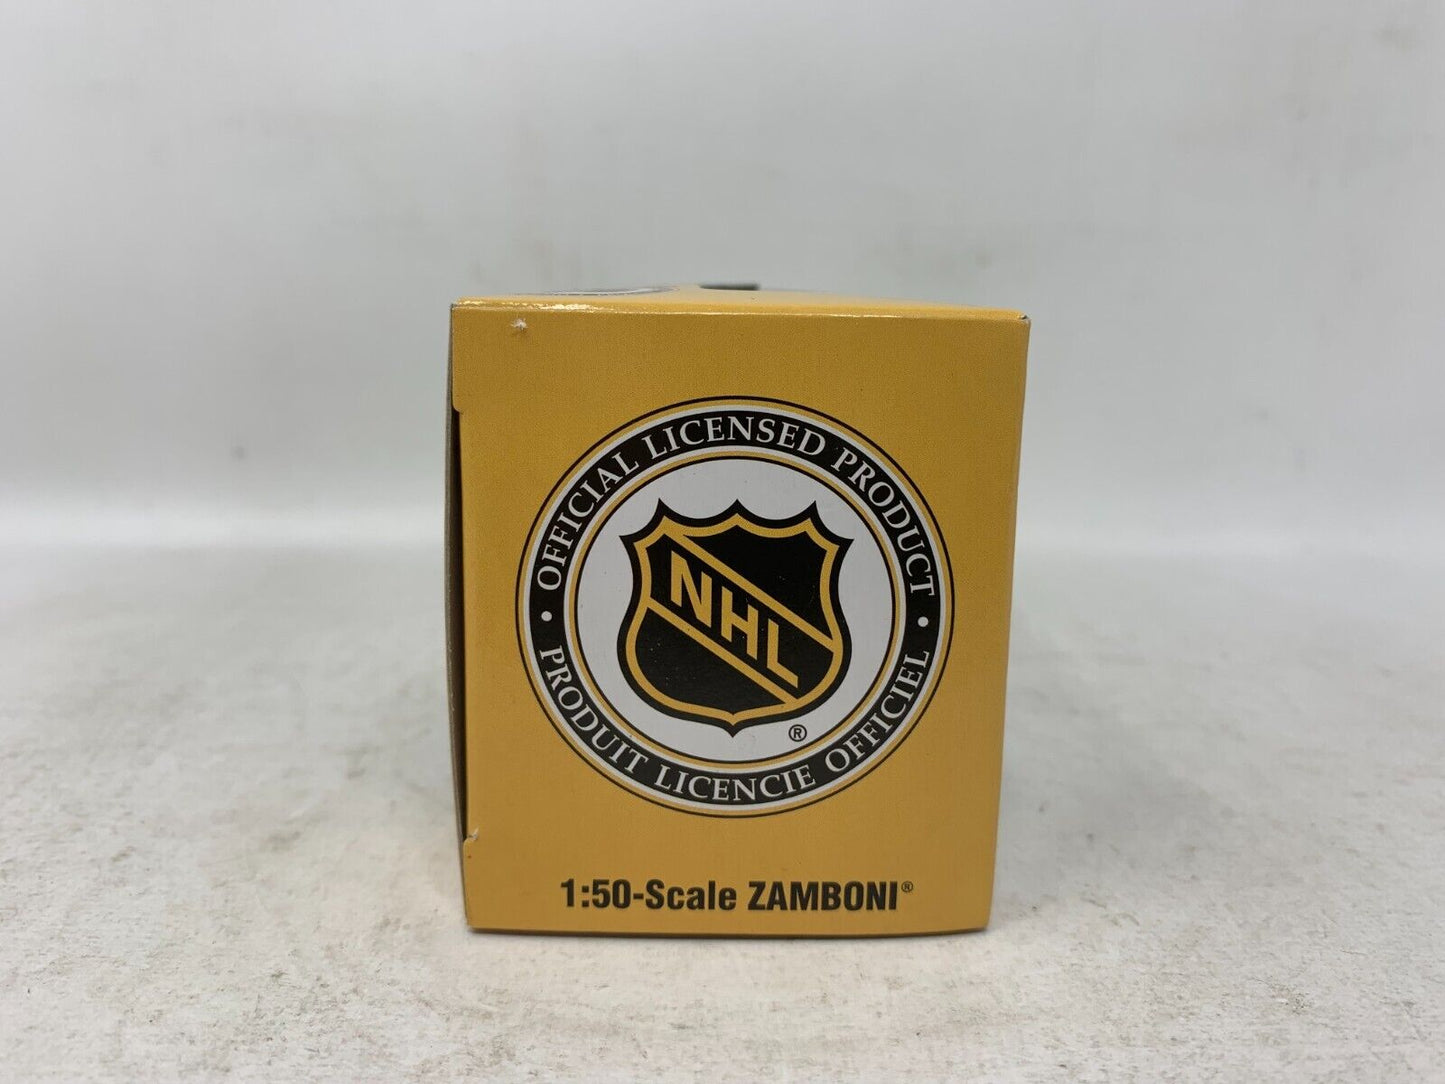 OFFICIAL LICENSED PRODUCT
NHL
®
• PRODUIT LICENCIE OFFICIEL •
1:50-Scale ZAMBONI®